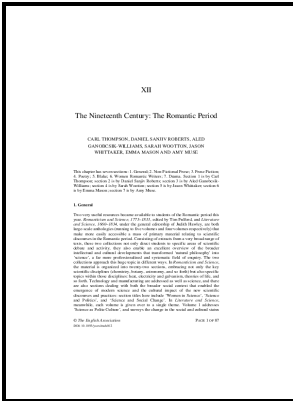 XII
The Nineteenth Century: The Romantic Period
CARL THOMPSON, DANIEL SANJIV ROBERTS, ALED
GANOBCSIK-WILLIAMS, SARAH WOOTTON, JASON
WHITTAKER, EMMA MASON AND AMY MUSE
This chapter has seven sections: 1. General; 2. Non-Fictional Prose; 3. Prose Fiction;
4. Poetry; 5. Blake; 6. Women Romantic Writers; 7. Drama. Section 1 is by Carl
Thompson; section 2 is by Daniel Sanjiv Roberts; section 3 is by Aled Ganobcsik-
Williams; section 4 is by Sarah Wootton; section 5 is by Jason Whittaker; section 6
is by Emma Mason; section 7 is by Amy Muse.
1. General
Two very useful resources became available to students of the Romantic period this
year. Romanticism and Science, 1773–1833, edited by Tim Fulford, and Literature
and Science, 1660–1834, under the general editorship of Judith Hawley, are both
large-scale anthologies (running to five volumes and four volumes respectively) that
make more easily accessible a mass of primary material relating to scientific
discourses in the Romantic period. Consisting of extracts from a very broad range of
texts, these two collections not only direct students to specific areas of scientific
debate and activity, they also enable an excellent overview of the broader
intellectual and cultural developments that transformed 'natural philosophy' into
'science', a far more professionalized and systematic field of enquiry. The two
collections approach this huge topic in different ways. In Romanticism and Science,
the material is organized into twenty-two sections, embracing not only the key
scientific disciplines (chemistry, botany, astronomy, and so forth) but also specific
topics within those disciplines: heat, electricity and galvanism, theories of life, and
so forth. Technology and manufacturing are addressed as well as science, and there
are also sections dealing with both the broader social contexts that enabled the
emergence of modern science and the cultural impact of the new scientific
discourses and practices: section titles here include 'Women in Science', 'Science
and Politics', and 'Science and Social Change'. In Literature and Science,
meanwhile, each volume is given over to a single theme. Volume 1 addresses
'Science as Polite Culture', and surveys the change in the social and cultural status
© The English Association